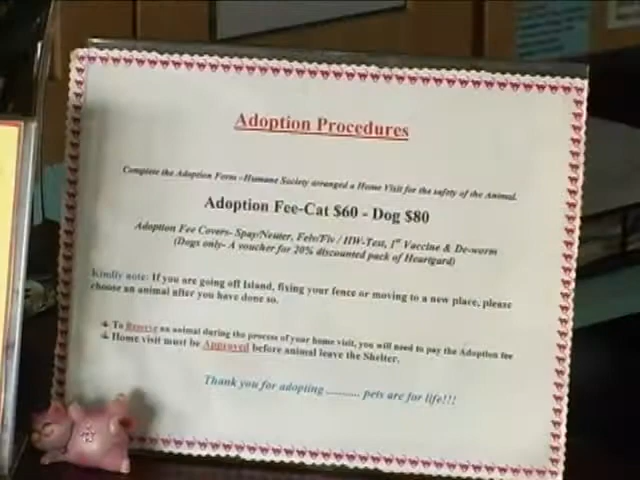 Adoption Procedures
Complete the Adoption Form -Humane Society arranged a Home Visit for the safety of the Animal.
Adoption Fee-Cat $60 - Dog $80
Adoption Fee Covers- Spay/Neuter, Felv/Fiv / HW-Test, 1st Vaccine & De-worm
(Dogs only- A voucher for 20% discounted pack of Heartgard)
Kindly note: If you are going off Island, fixing your fence or moving to a new place, please
choose an animal after you have done so.
To Reserve an animal during the process of your home visit, you will need to pay the Adoption fee
Home visit must be Approved before animal leave the Shelter.
Thank you for adopting ........... pets are for life!!!